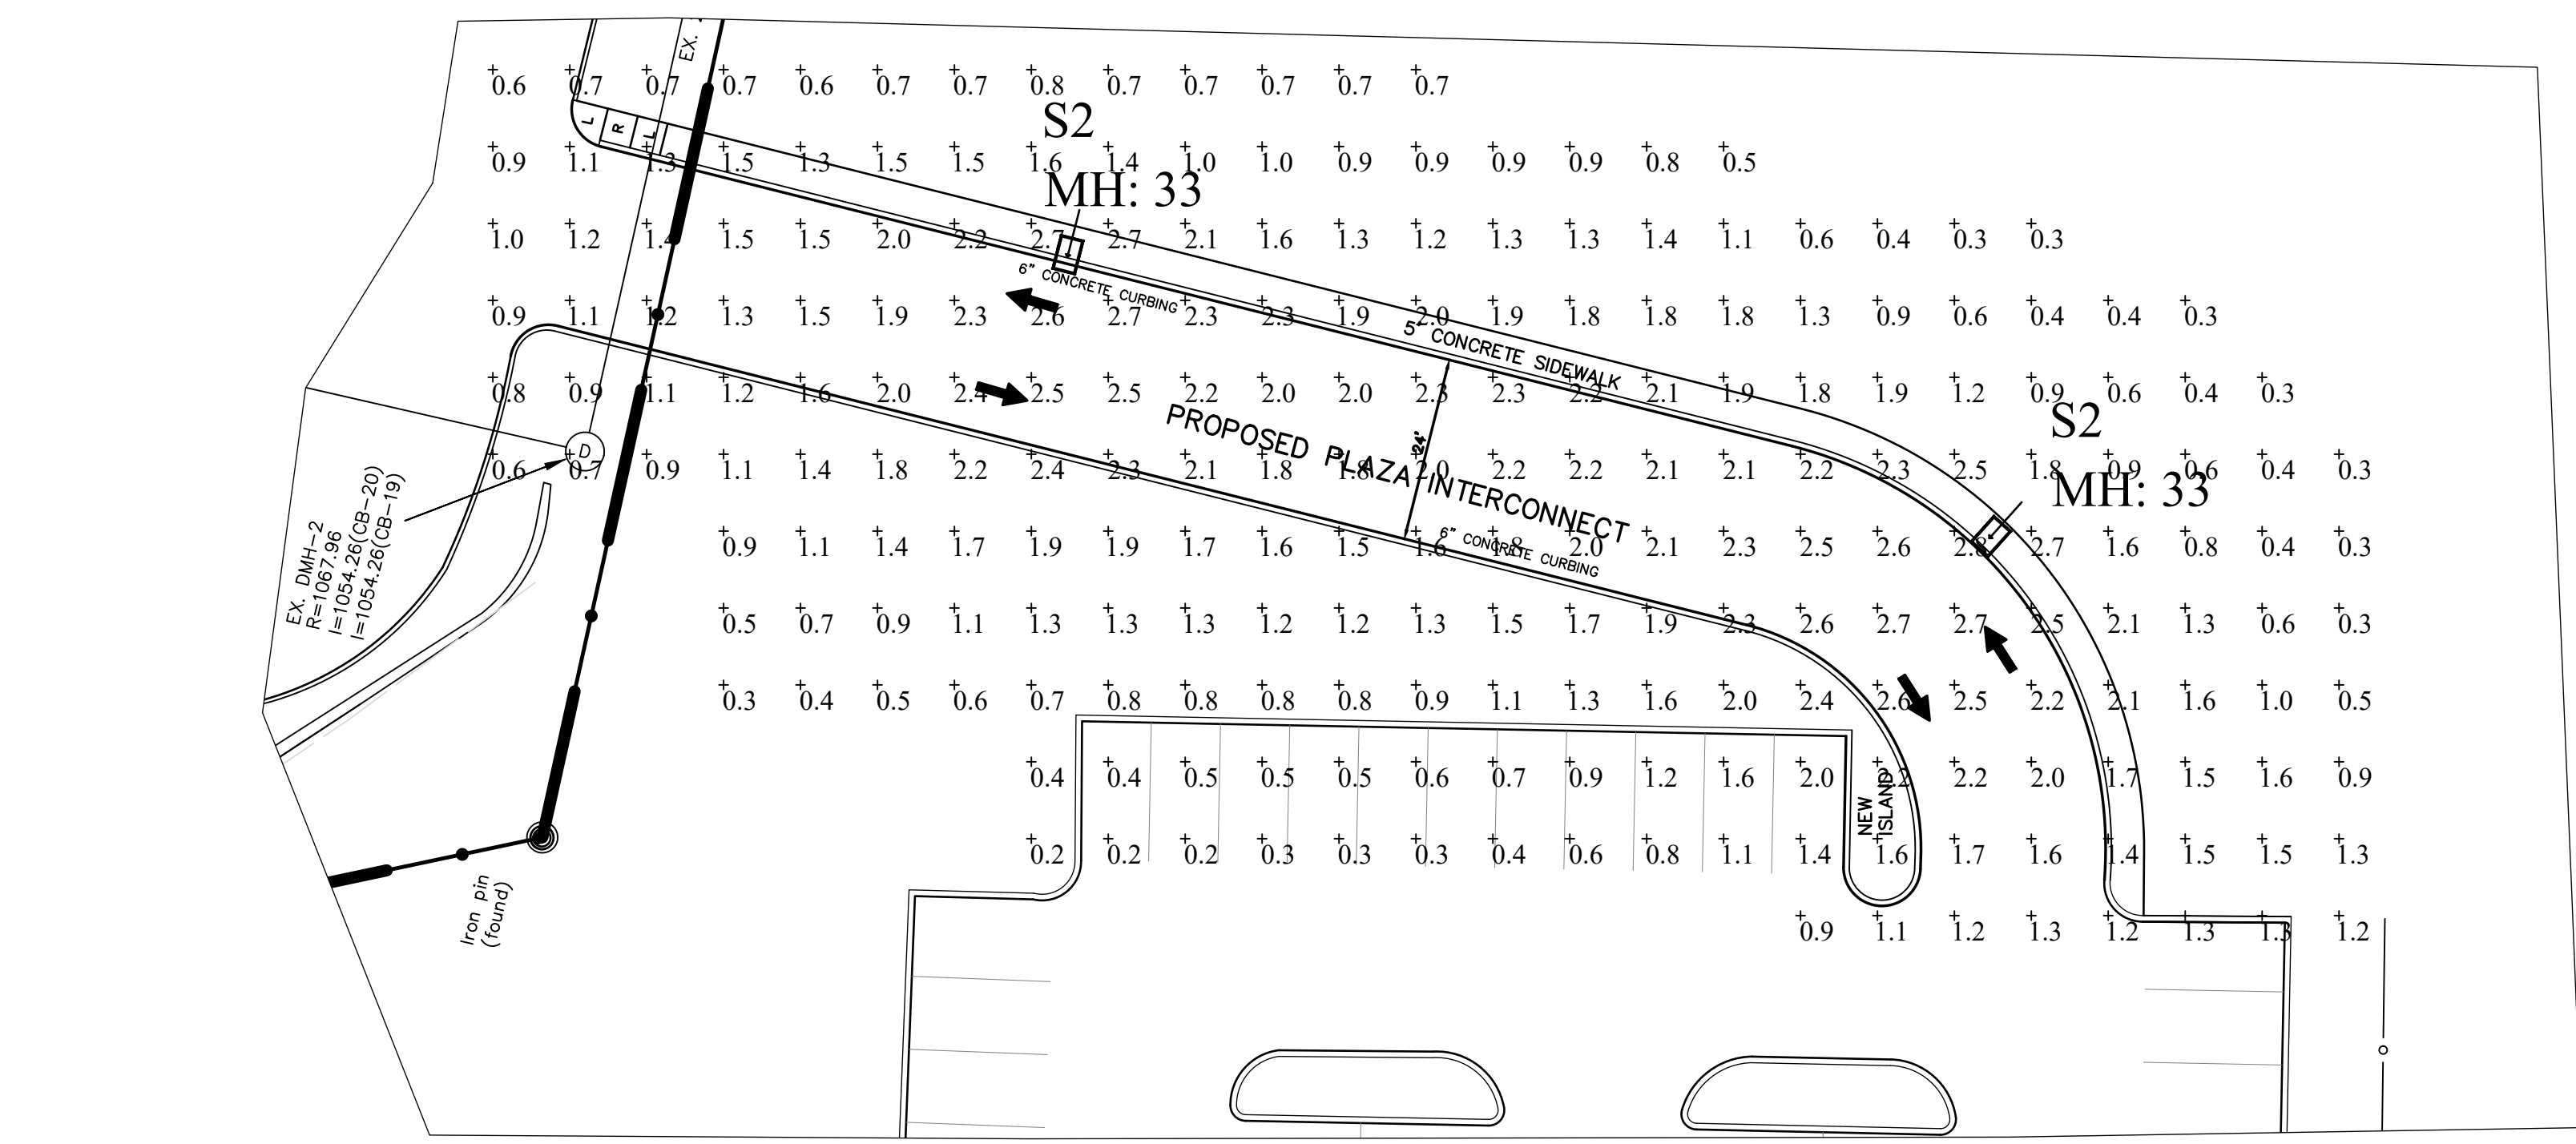 EX.
0.6 0.7 0.7 0.7 0.6 0.7 0.7 0.8 0.7 0.7 0.7 0.7 0.7
S2
L R L
0.9 1.1 1.3 1.5 1.3 1.5 1.5 1.6 1.4 1.0 1.0 0.9 0.9 0.9 0.9 0.8 0.5
MH: 33
1.0 1.2 1.4 1.5 1.5 2.0 2.2 2.7 2.7 2.1 1.6 1.3 1.2 1.3 1.3 1.4 1.1 0.6 0.4 0.3 0.3
6" CONCRETE CURBING
0.9 1.1 1.2 1.3 1.5 1.9 2.3 2.6 2.7 2.3 2.3 1.9 2.0 1.9 1.8 1.8 1.8 1.3 0.9 0.6 0.4 0.4 0.3
5' CONCRETE SIDEWALK
0.8 0.9 1.1 1.2 1.6 2.0 2.4 2.5 2.5 2.2 2.0 2.0 2.3 2.3 2.2 2.1 1.9 1.8 1.9 1.2 0.9 0.6 0.4 0.3
S2
PROPOSED PLAZA INTERCONNECT
24'
D
0.6 0.7 0.9 1.1 1.4 1.8 2.2 2.4 2.3 2.1 1.8 1.8 2.0 2.2 2.2 2.1 2.1 2.2 2.3 2.5 1.8 0.9 0.6 0.4 0.3
MH: 33
EX. DMH-2
R=1067.96
I=1054.26(CB-20)
I=1054.26(CB-19)
0.9 1.1 1.4 1.7 1.9 1.9 1.7 1.6 1.5 1.6 1.8 2.0 2.1 2.3 2.5 2.6 2.8 2.7 1.6 0.8 0.4 0.3
6" CONCRETE CURBING
0.5 0.7 0.9 1.1 1.3 1.3 1.3 1.2 1.2 1.3 1.5 1.7 1.9 2.3 2.6 2.7 2.7 2.5 2.1 1.3 0.6 0.3
0.3 0.4 0.5 0.6 0.7 0.8 0.8 0.8 0.8 0.9 1.1 1.3 1.6 2.0 2.4 2.6 2.5 2.2 2.1 1.6 1.0 0.5
0.4 0.4 0.5 0.5 0.5 0.6 0.7 0.9 1.2 1.6 2.0 2.2 2.2 2.0 1.7 1.5 1.6 0.9
NEW
ISLAND
0.2 0.2 0.2 0.3 0.3 0.3 0.4 0.6 0.8 1.1 1.4 1.6 1.7 1.6 1.4 1.5 1.5 1.3
Iron pin
(found)
0.9 1.1 1.2 1.3 1.2 1.3 1.3 1.2